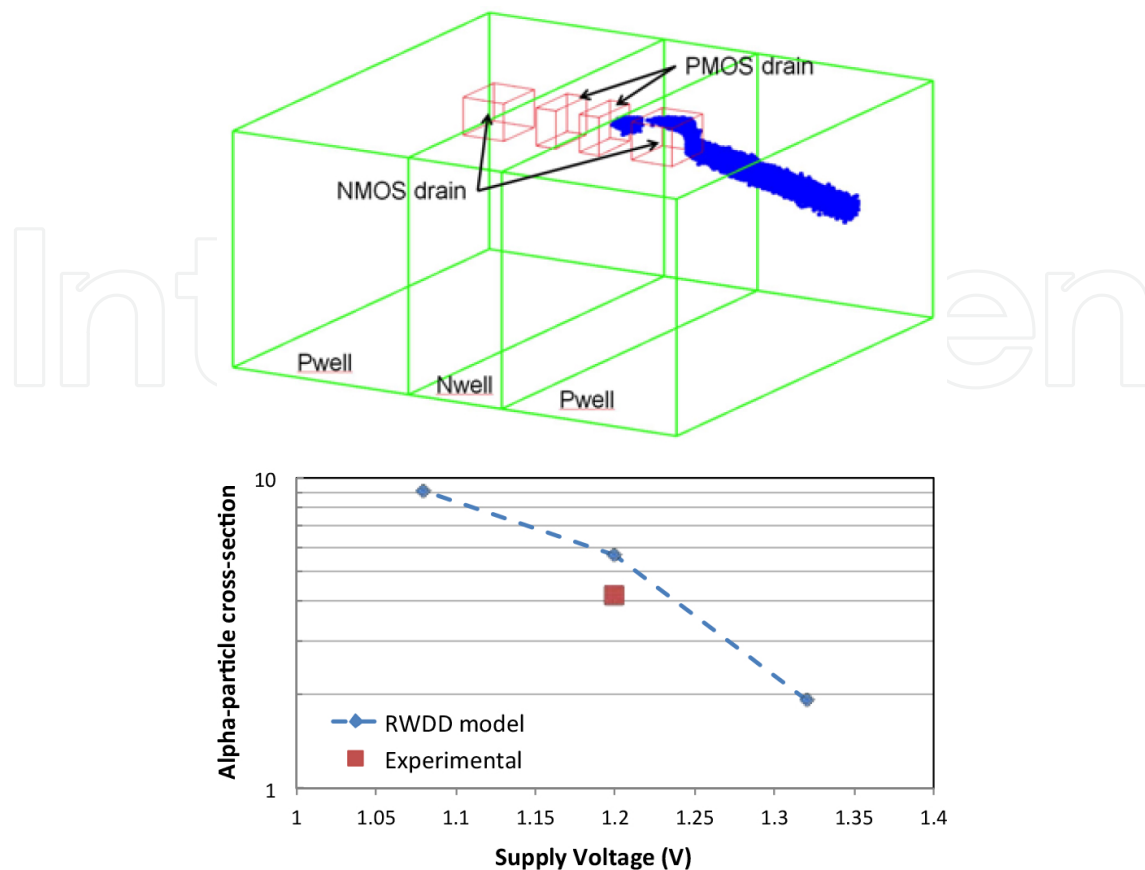 PMOS drain
NMOS drain
Pwell
Nwell
Pwell
10
1
1 1.05 1.1 1.15 1.2 1.25 1.3 1.35 1.4
Alpha-particle cross-section
RWDD model
Experimental
Supply Voltage (V)